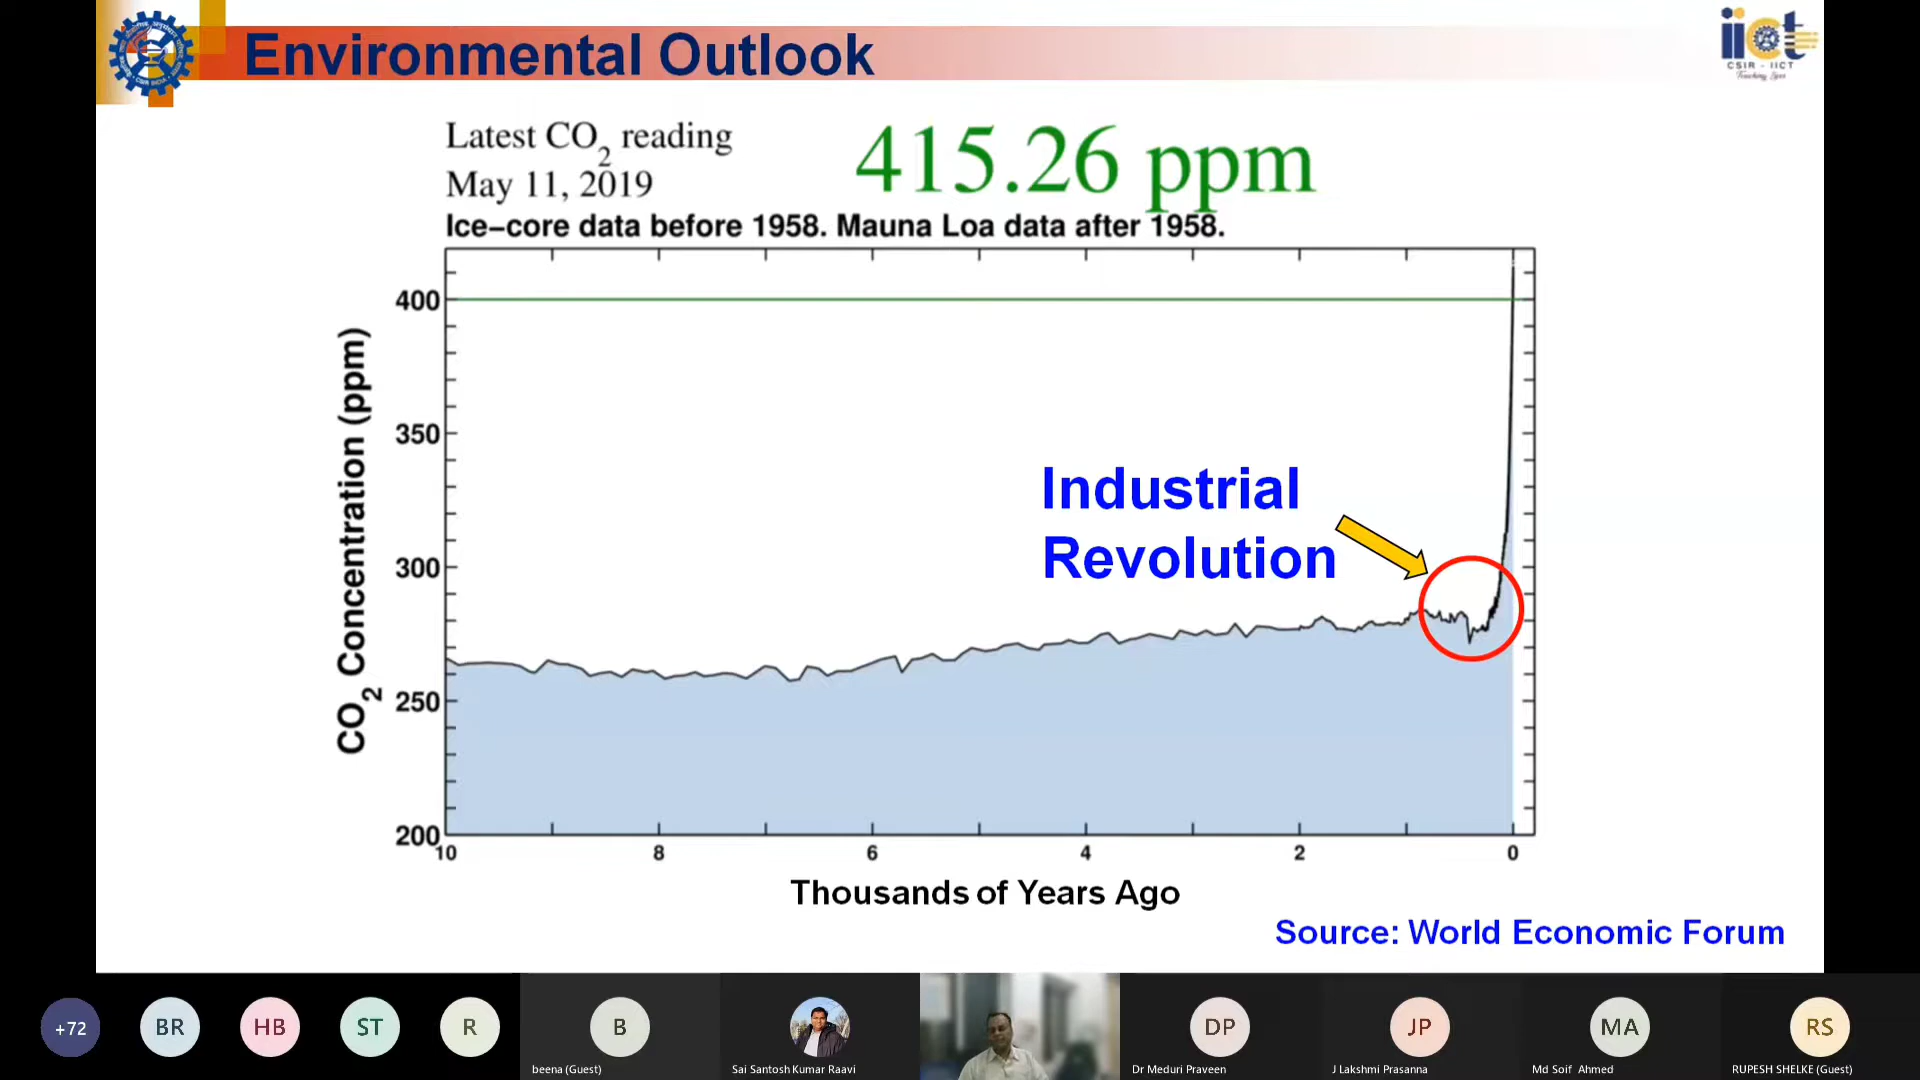 Environmental Outlook
iict
CSIR - IICT
Touching lives
Latest CO2 reading
May 11, 2019
415.26 ppm
Ice-core data before 1958. Mauna Loa data after 1958.
CO2 Concentration (ppm)
400
350
300
250
200
Industrial
Revolution
10 8 6 4 2 0
Thousands of Years Ago
Source: World Economic Forum
+72 BR HB ST R B DP JP MA RS
beena (Guest) Sai Santosh Kumar Raavi Dr Meduri Praveen J Lakshmi Prasanna Md Soif Ahmed RUPESH SHELKE (Guest)